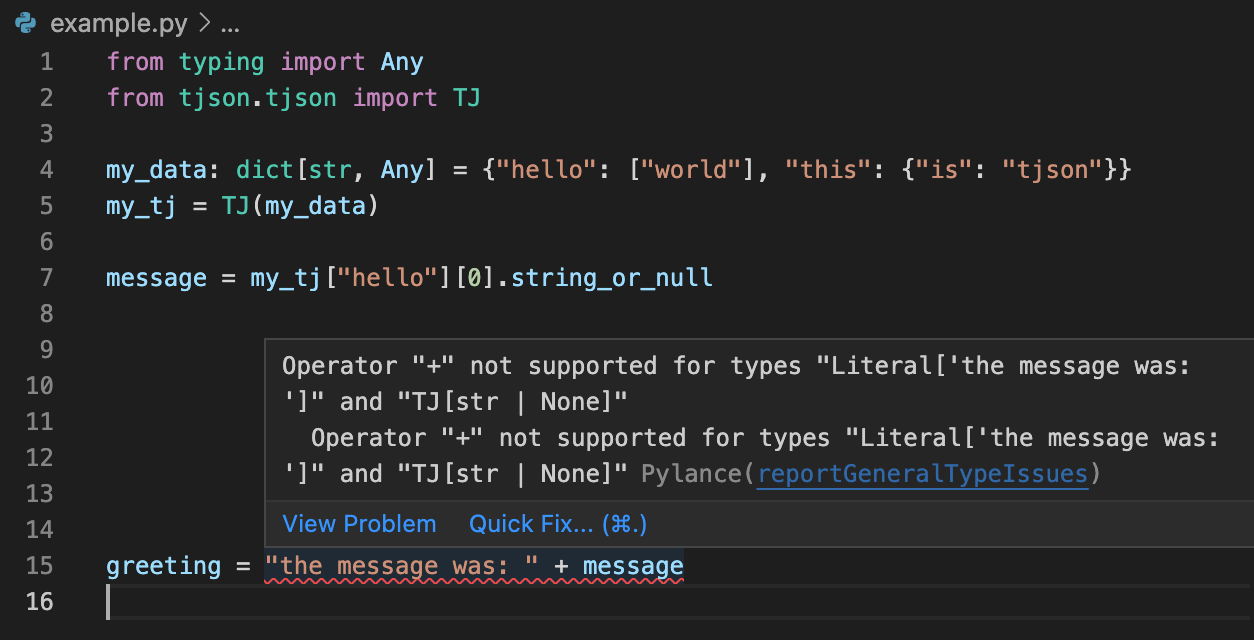 example.py > ...
1 from typing import Any
2 from tjson.tjson import TJ
3
4 my_data: dict[str, Any] = {"hello": ["world"], "this": {"is": "tjson"}}
5 my_tj = TJ(my_data)
6
7 message = my_tj["hello"][0].string_or_null
8
9
Operator "+" not supported for types "Literal['the message was:
10
']" and "TJ[str | None]"
11
Operator "+" not supported for types "Literal['the message was:
12
']" and "TJ[str | None]" Pylance(reportGeneralTypeIssues)
13
View Problem Quick Fix... (⌘.)
14
15 greeting = "the message was: " + message
16